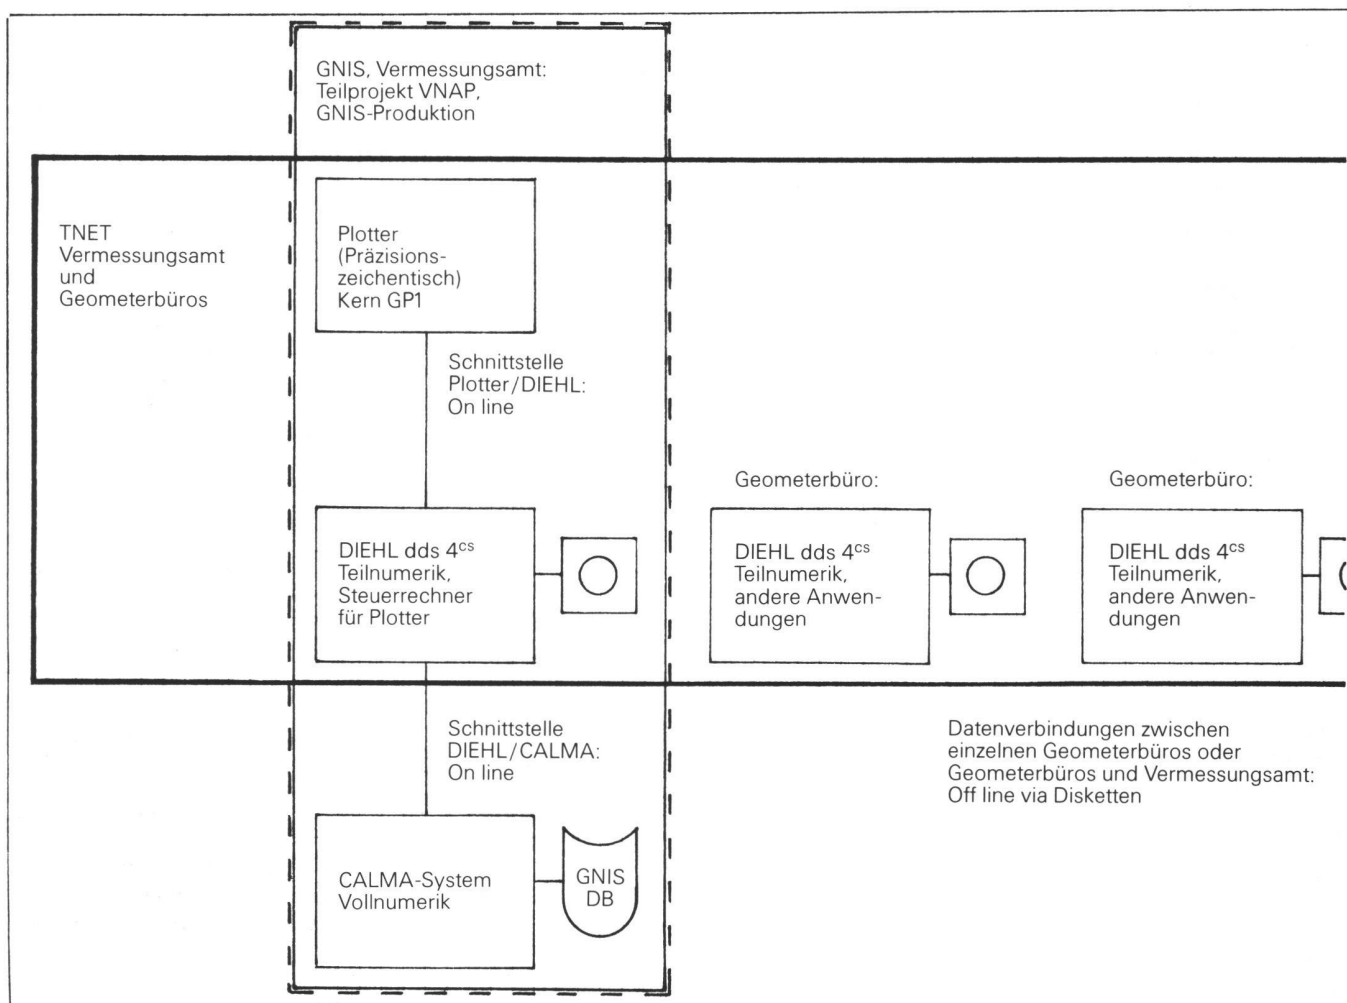 GNIS, Vermessungsamt:
Teilprojekt VNAP,
GNIS-Produktion
TNET
Vermessungsamt
und
Geometerbüros
Plotter
(Präzisions-
zeichentisch)
Kern GP1
Schnittstelle
Plotter/DIEHL:
On line
DIEHL dds 4cs
Teilnumerik,
Steuerrechner
für Plotter
Geometerbüro:
DIEHL dds 4cs
Teilnumerik,
andere Anwen-
dungen
Geometerbüro:
DIEHL dds 4cs
Teilnumerik,
andere Anwen-
dungen
Schnittstelle
DIEHL/CALMA:
On line
Datenverbindungen zwischen
einzelnen Geometerbüros oder
Geometerbüros und Vermessungsamt:
Off line via Disketten
CALMA-System
Vollnumerik
GNIS
DB